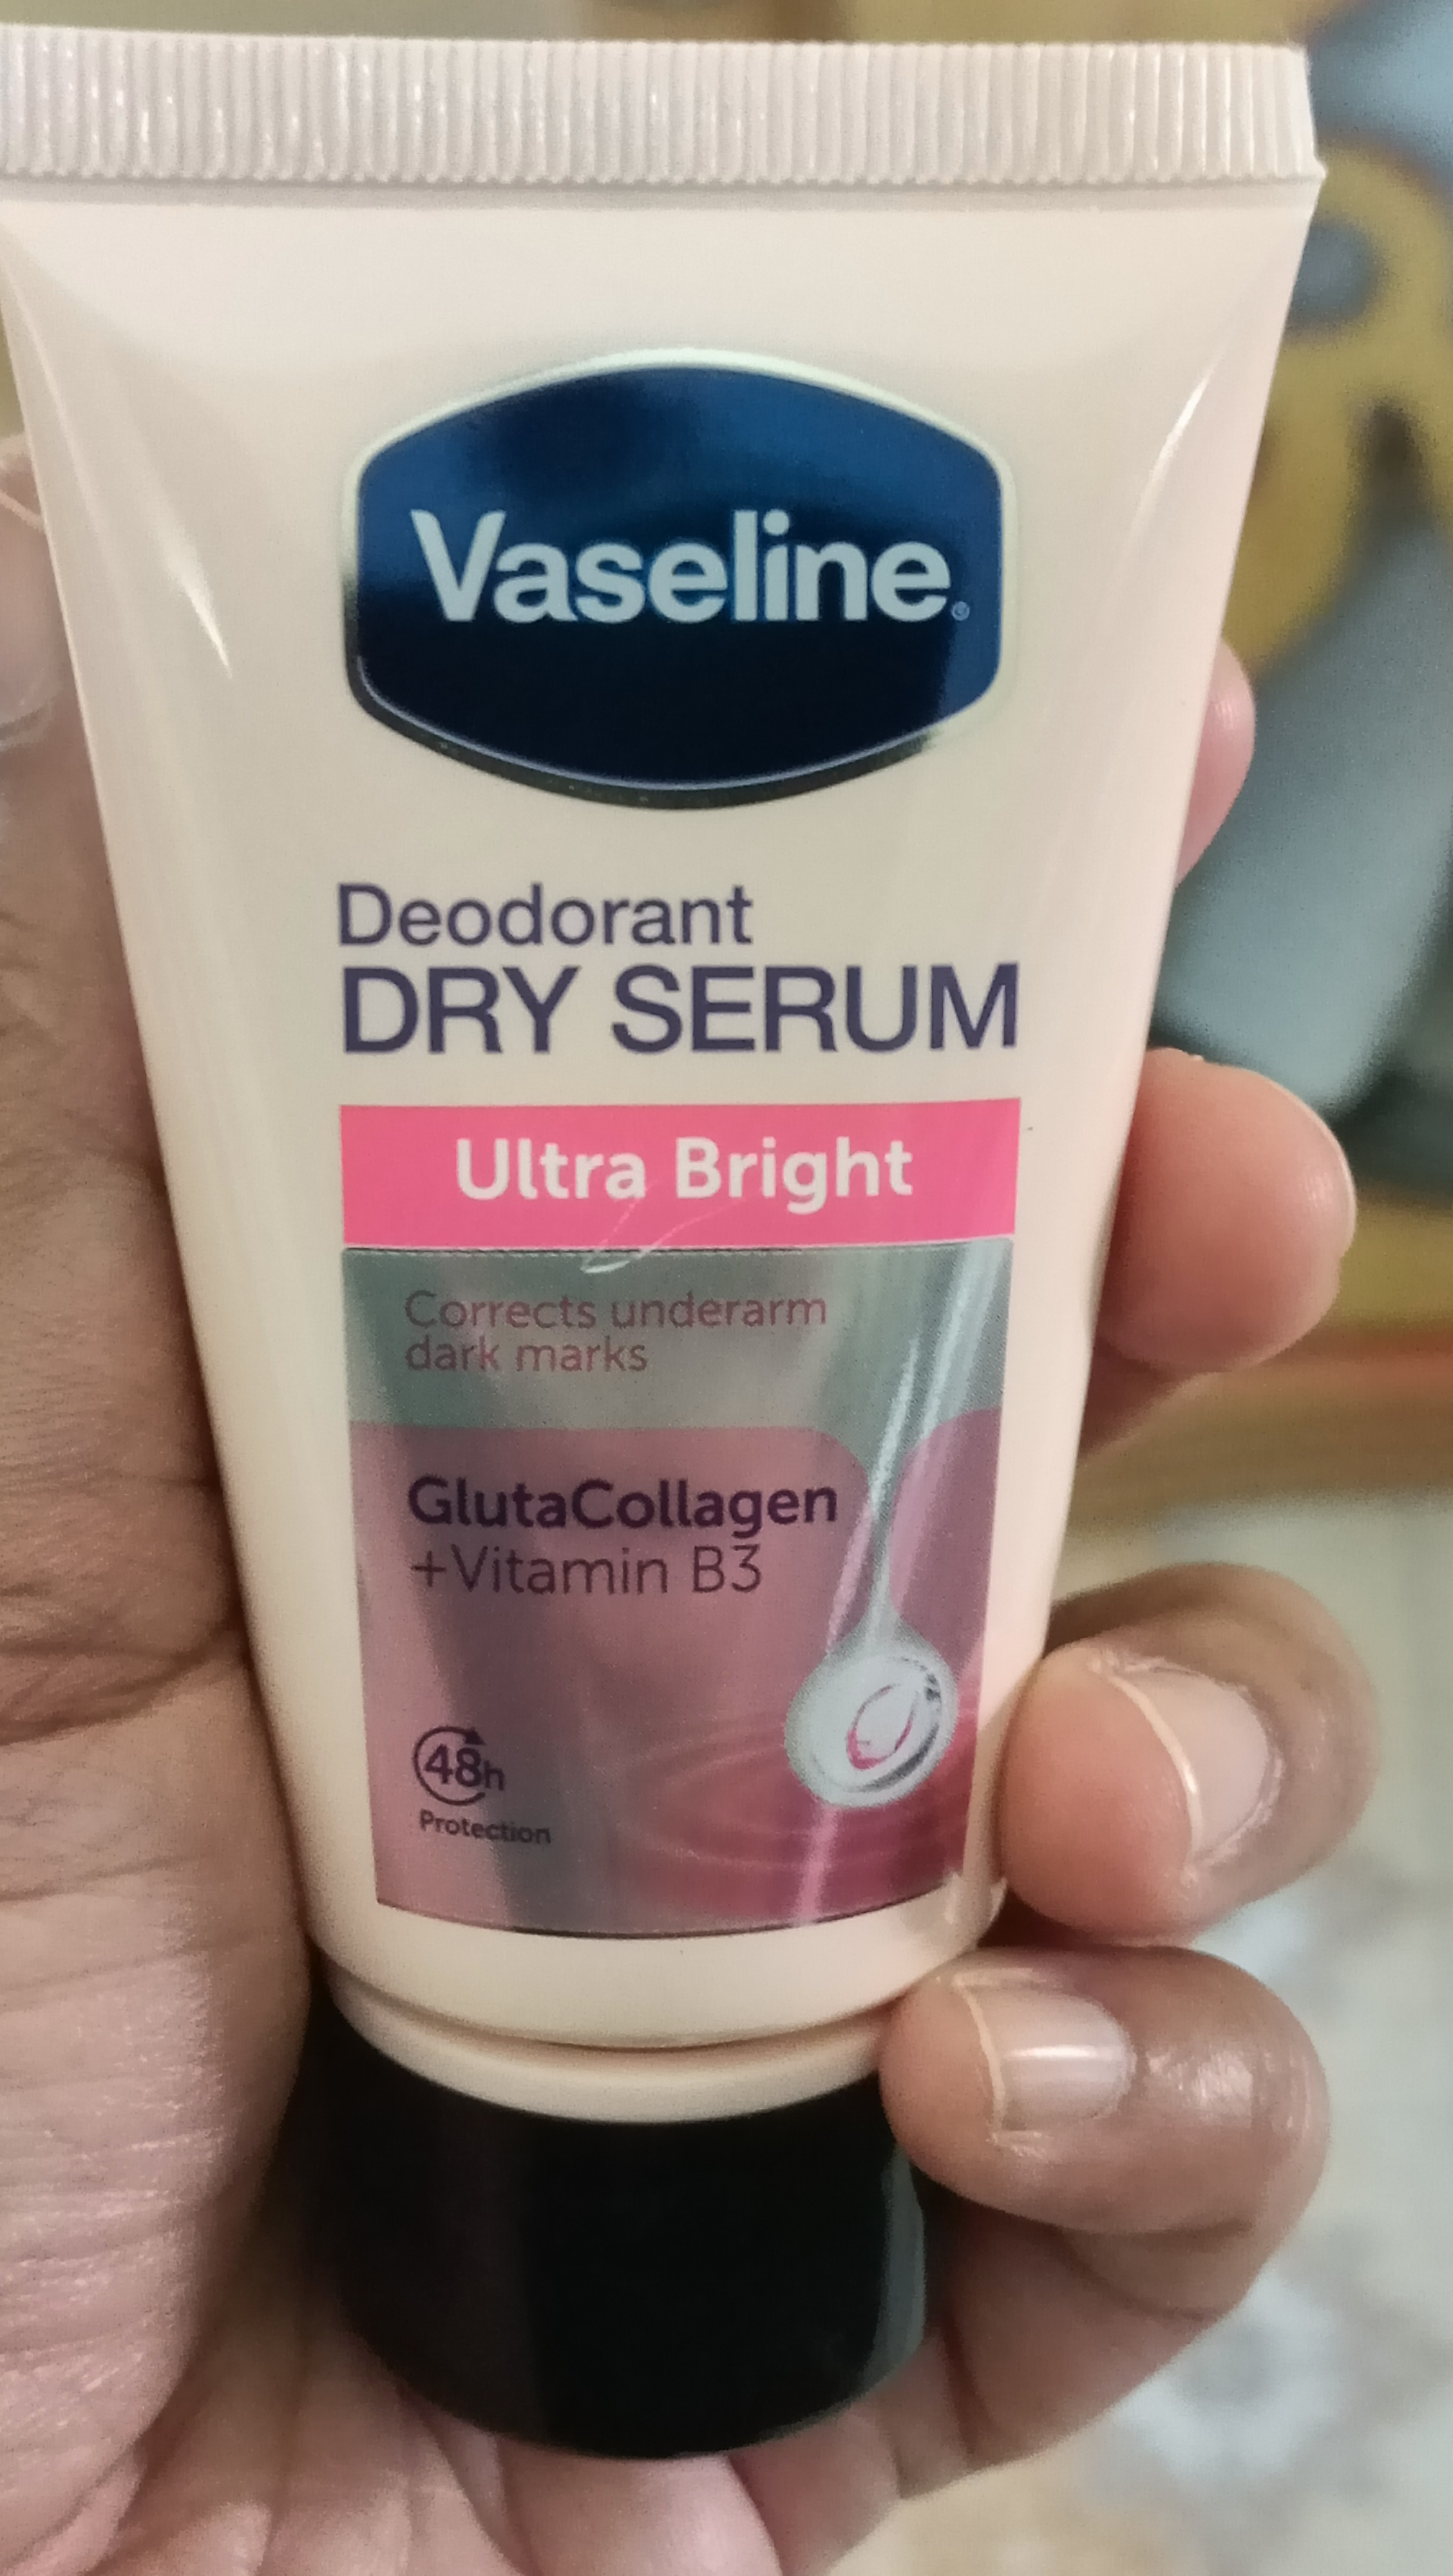 Vaseline®
Deodorant
DRY SERUM
Ultra Bright
Corrects underarm
dark marks
GlutaCollagen
+Vitamin B3
48h
Protection